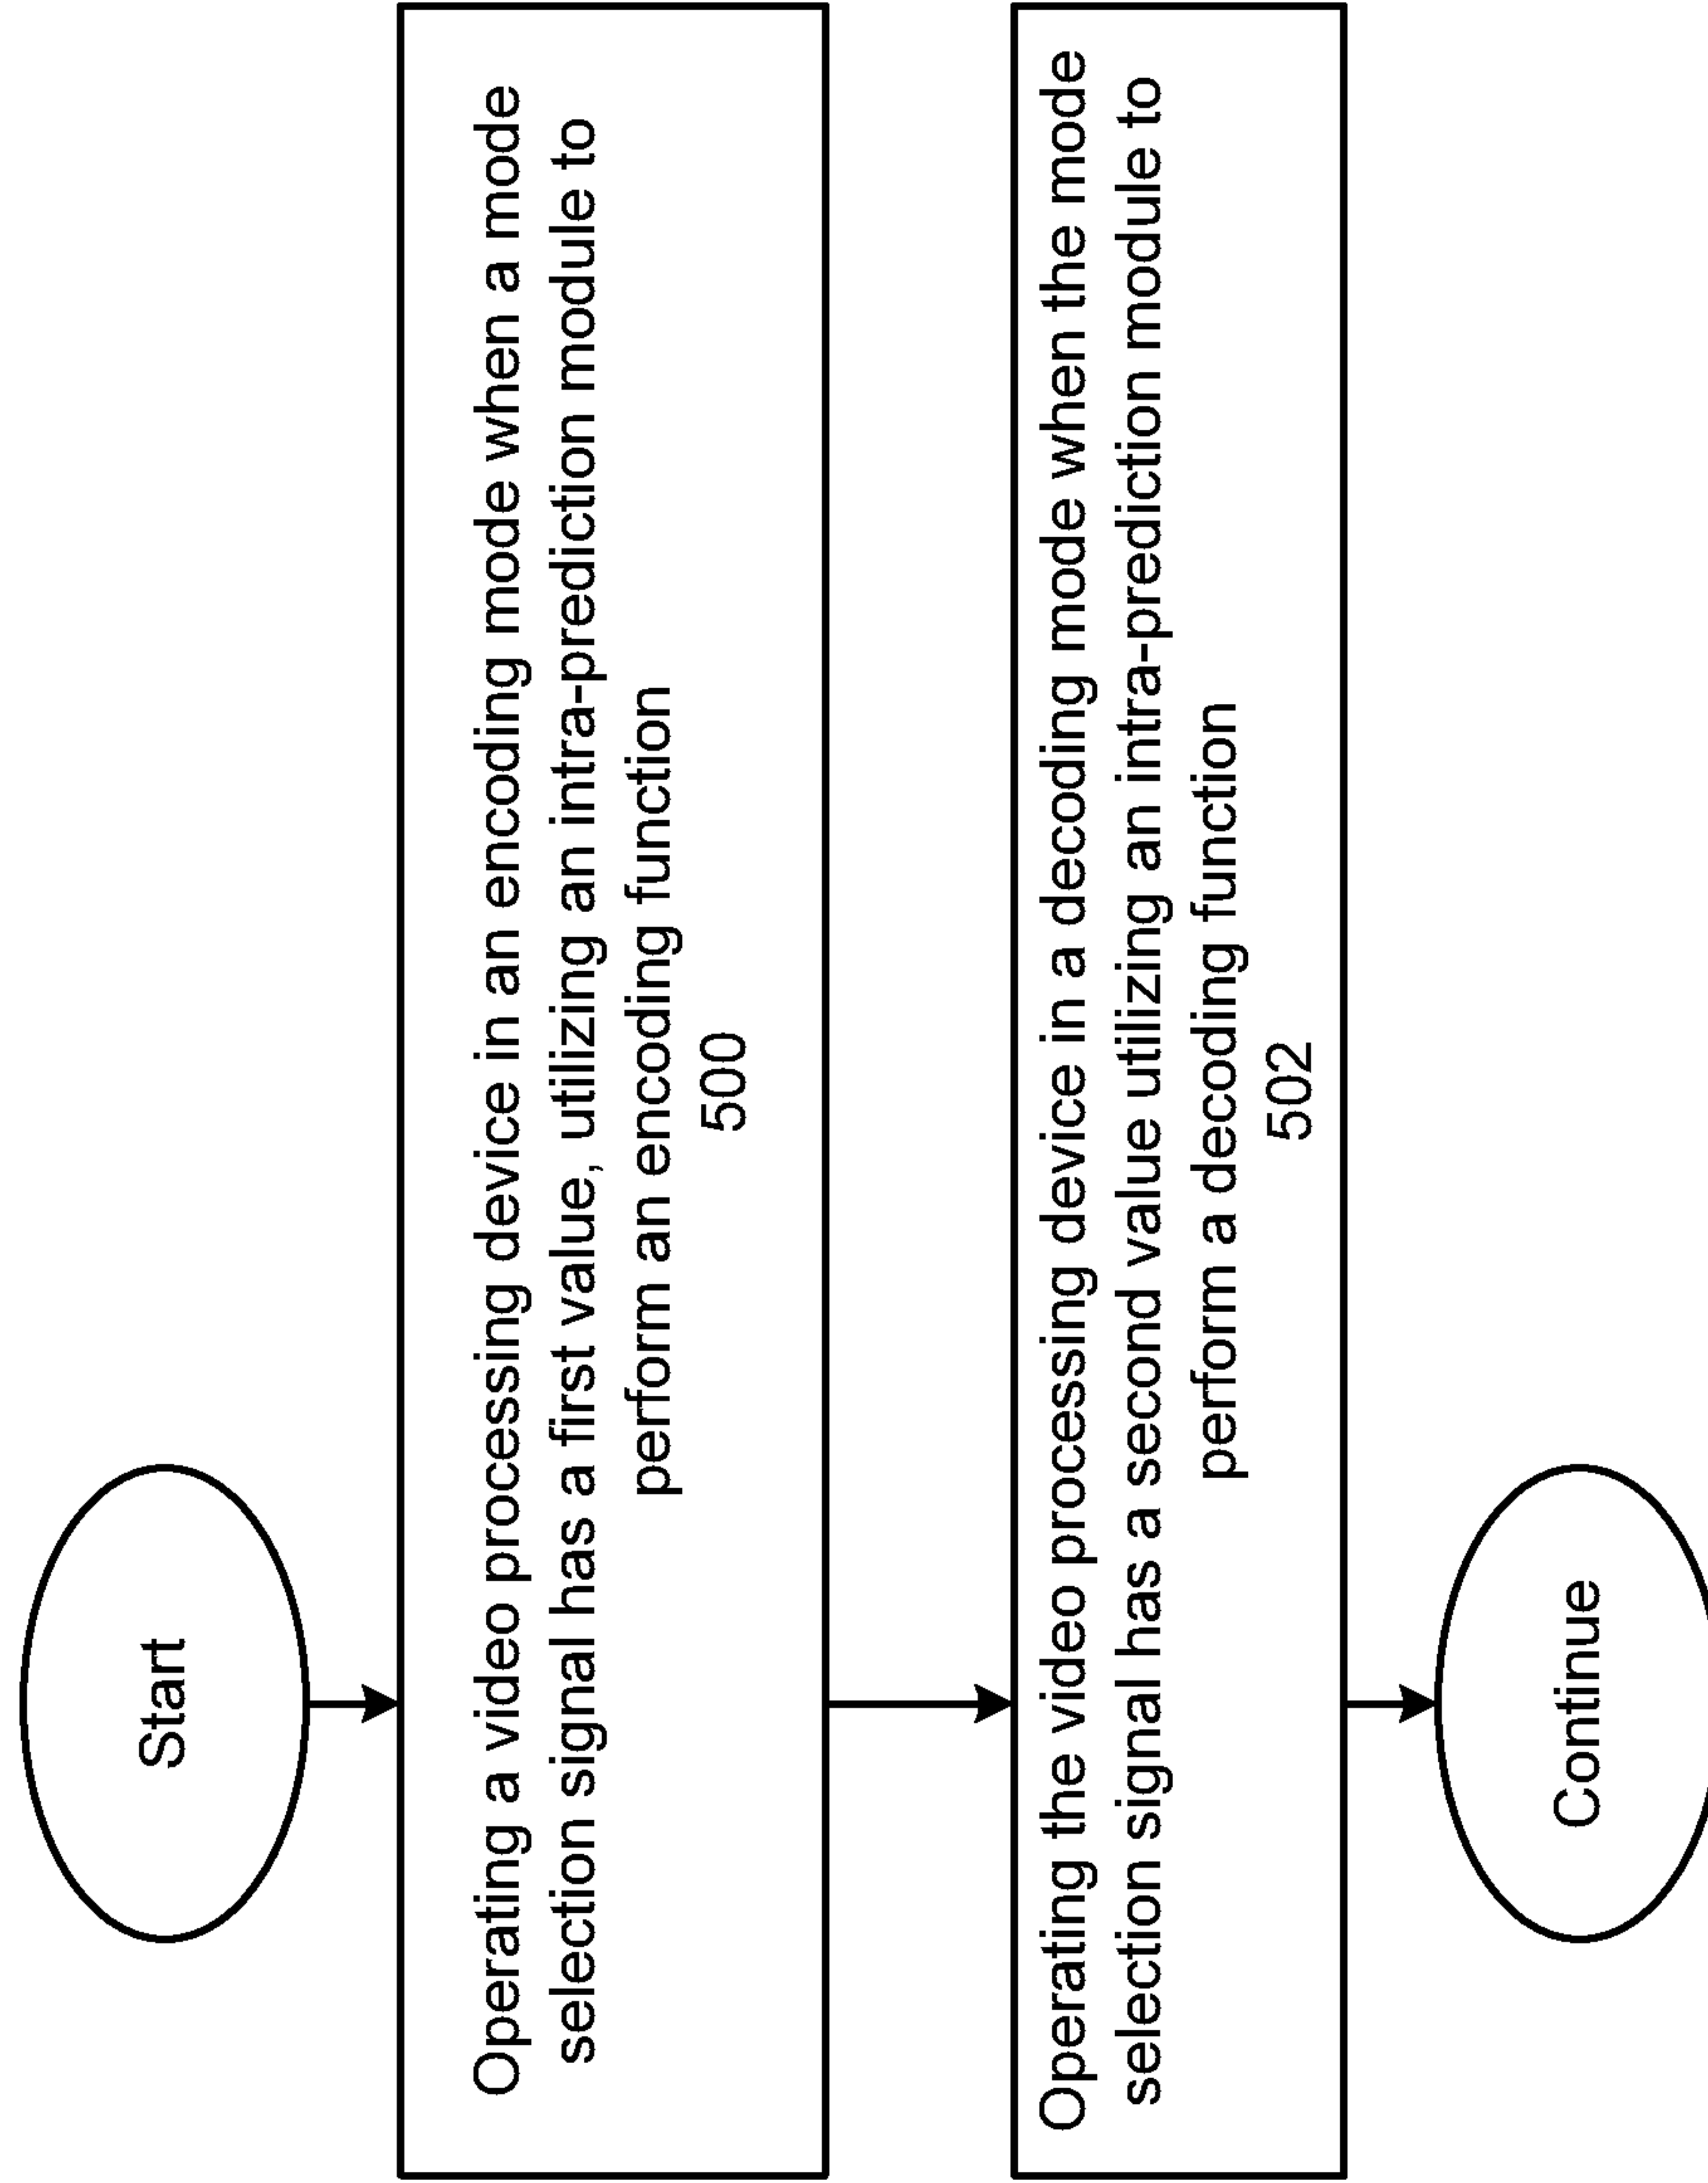 Start
Operating a video processing device in an encoding mode when a mode
selection signal has a first value, utilizing an intra-prediction module to
perform an encoding function
500
Operating the video processing device in a decoding mode when the mode
selection signal has a second value utilizing an intra-prediction module to
perform a decoding function
502
Continue